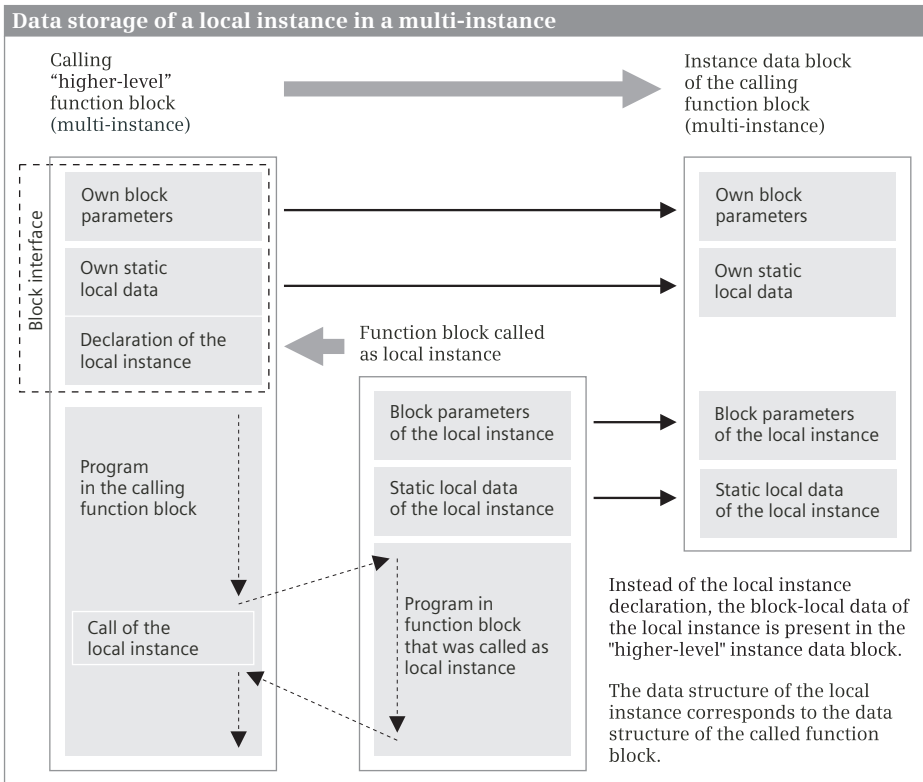 Data storage of a local instance in a multi-instance
Calling
“higher-level”
function block
(multi-instance)
Instance data block
of the calling
function block
(multi-instance)
Block interface
Own block
parameters
Own static
local data
Declaration of the
local instance
Program
in the calling
function block
Call of the
local instance
Function block called
as local instance
Block parameters
of the local instance
Static local data
of the local instance
Program in
function block
that was called as
local instance
Own block
parameters
Own static
local data
Block parameters
of the local instance
Static local data
of the local instance
Instead of the local instance
declaration, the block-local data of
the local instance is present in the
"higher-level" instance data block.
The data structure of the local
instance corresponds to the data
structure of the called function
block.